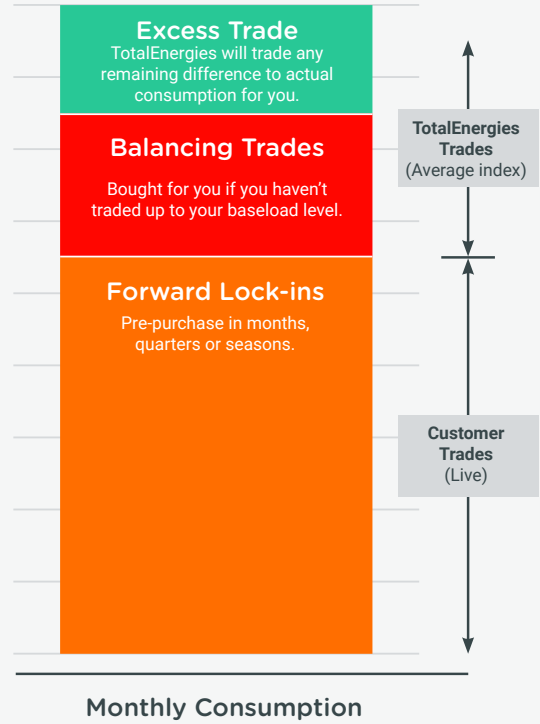 Excess Trade
TotalEnergies will trade any
remaining difference to actual
consumption for you.
Balancing Trades
Bought for you if you haven’t
traded up to your baseload level.
Forward Lock-ins
Pre-purchase in months,
quarters or seasons.
TotalEnergies
Trades
(Average index)
Customer
Trades
(Live)
Monthly Consumption